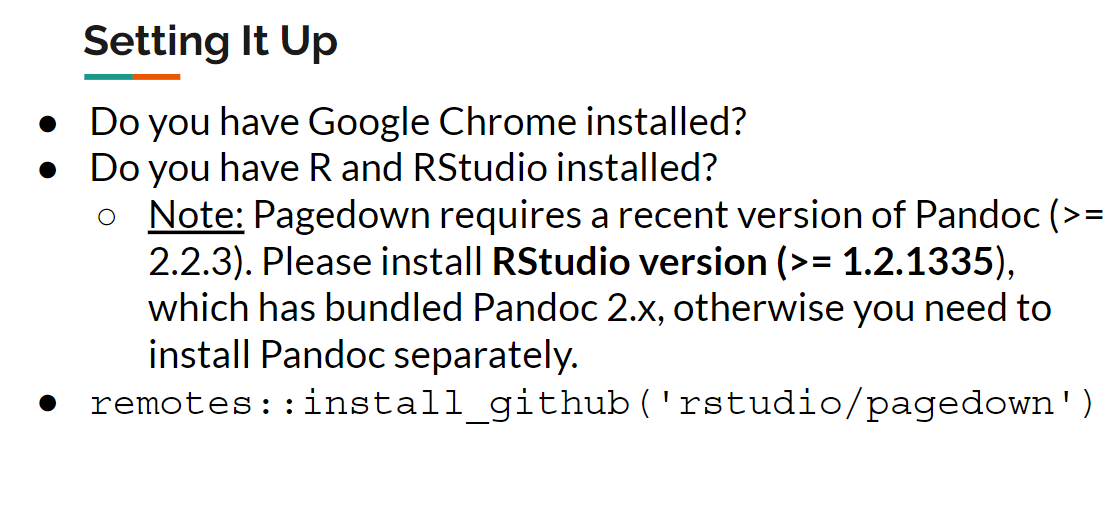 Setting It Up
● Do you have Google Chrome installed?
● Do you have R and RStudio installed?
○ Note: Pagedown requires a recent version of Pandoc (>=
2.2.3). Please install RStudio version (>= 1.2.1335),
which has bundled Pandoc 2.x, otherwise you need to
install Pandoc separately.
● remotes::install_github('rstudio/pagedown')